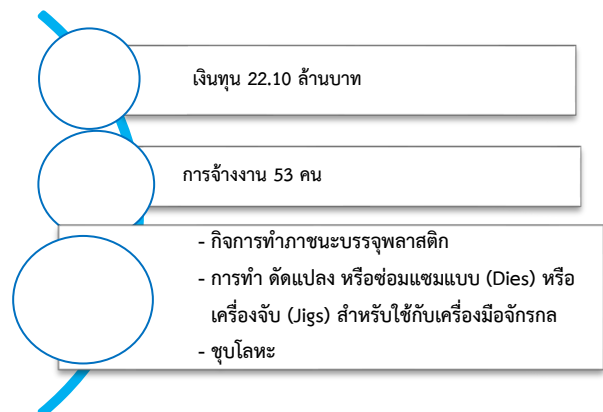 เงินทุน 22.10 ล้านบาท
การจ้างงาน 53 คน
- กิจการทำภาชนะบรรจุพลาสติก
- การทำ ดัดแปลง หรือซ่อมแซมแบบ (Dies) หรือ
เครื่องจับ (Jigs) สำหรับใช้กับเครื่องมือจักรกล
- ชุบโลหะ